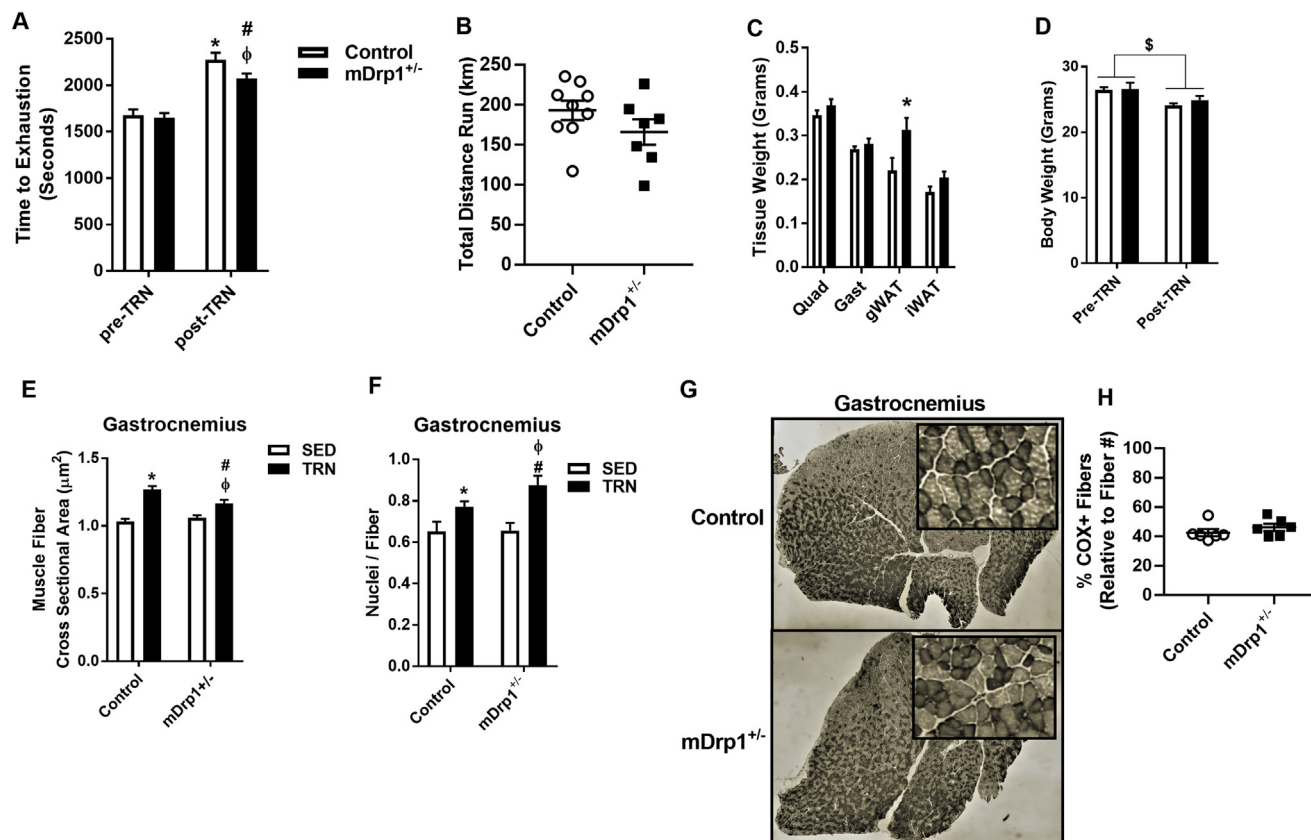 A
Time to Exhaustion
(Seconds)
2500
2000
1500
1000
500
0
*
#
ϕ
pre-TRN
post-TRN
Control
mDrp1+/-
B
Total Distance Run (km)
250
200
150
100
50
0
Control
mDrp1+/-
C
Tissue Weight (Grams)
0.5
0.4
0.3
0.2
0.1
0.0
*
Quad
Gast
gWAT
iWAT
D
Body Weight (Grams)
30
20
10
0
$
Pre-TRN
Post-TRN
E
Gastrocnemius
Muscle Fiber
Cross Sectional Area (μm2)
1.5
1.0
0.5
0.0
*
#
ϕ
Control
mDrp1+/-
SED
TRN
F
Gastrocnemius
Nuclei / Fiber
1.0
0.8
0.6
0.4
0.2
0.0
*
ϕ
#
Control
mDrp1+/-
SED
TRN
G
Gastrocnemius
Control
mDrp1+/-
H
% COX+ Fibers
(Relative to Fiber #)
100
80
60
40
20
0
Control
mDrp1+/-